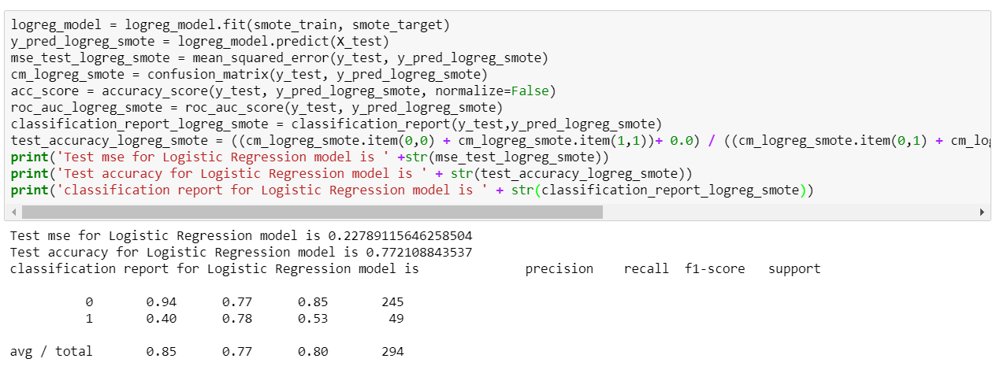 logreg_model = logreg_model.fit(smote_train, smote_target)
y_pred_logreg_smote = logreg_model.predict(X_test)
mse_test_logreg_smote = mean_squared_error(y_test, y_pred_logreg_smote)
cm_logreg_smote = confusion_matrix(y_test, y_pred_logreg_smote)
acc_score = accuracy_score(y_test, y_pred_logreg_smote, normalize=False)
roc_auc_logreg_smote = roc_auc_score(y_test, y_pred_logreg_smote)
classification_report_logreg_smote = classification_report(y_test,y_pred_logreg_smote)
test_accuracy_logreg_smote = ((cm_logreg_smote.item(0,0) + cm_logreg_smote.item(1,1))+ 0.0) / ((cm_logreg_smote.item(0,1) +
print('Test mse for Logistic Regression model is ' +str(mse_test_logreg_smote))
print('Test accuracy for Logistic Regression model is ' + str(test_accuracy_logreg_smote))
print('classification report for Logistic Regression model is ' + str(classification_report_logreg_smote))
Test mse for Logistic Regression model is 0.22789115646258504
Test accuracy for Logistic Regression model is 0.772108843537
classification report for Logistic Regression model is precision recall f1-score support
0 0.94 0.77 0.85 245
1 0.40 0.78 0.53 49
avg / total 0.85 0.77 0.80 294